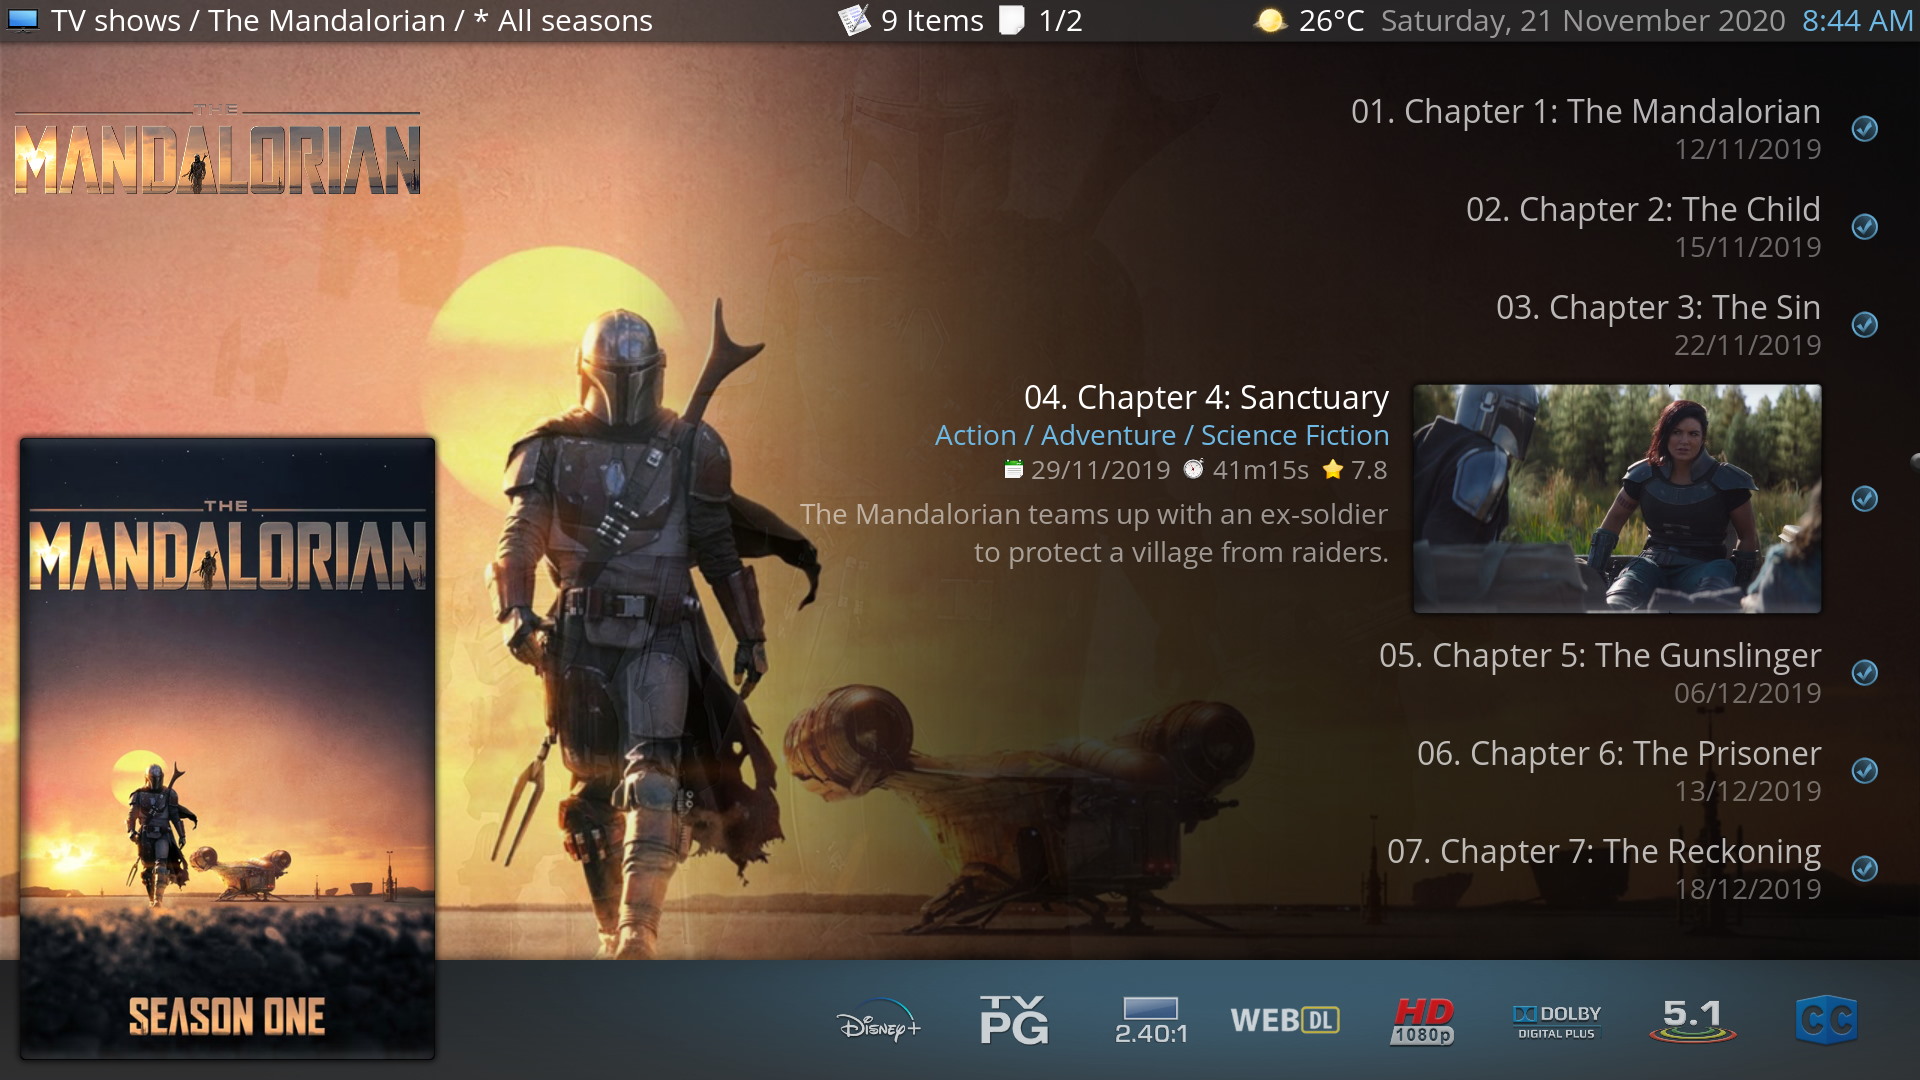 TV shows / The Mandalorian / * All seasons
9 Items 1/2
26°C Saturday, 21 November 2020 8:44 AM
THE
MANDALORIAN
01. Chapter 1: The Mandalorian
12/11/2019
02. Chapter 2: The Child
15/11/2019
03. Chapter 3: The Sin
22/11/2019
04. Chapter 4: Sanctuary
Action / Adventure / Science Fiction
29/11/2019 41m15s 7.8
The Mandalorian teams up with an ex-soldier
to protect a village from raiders.
05. Chapter 5: The Gunslinger
06/12/2019
06. Chapter 6: The Prisoner
13/12/2019
07. Chapter 7: The Reckoning
18/12/2019
THE
MANDALORIAN
SEASON ONE
Disney+
TV
PG
2.40:1
WEB DL
HD
1080p
DOLBY
DIGITAL PLUS
5.1
CC